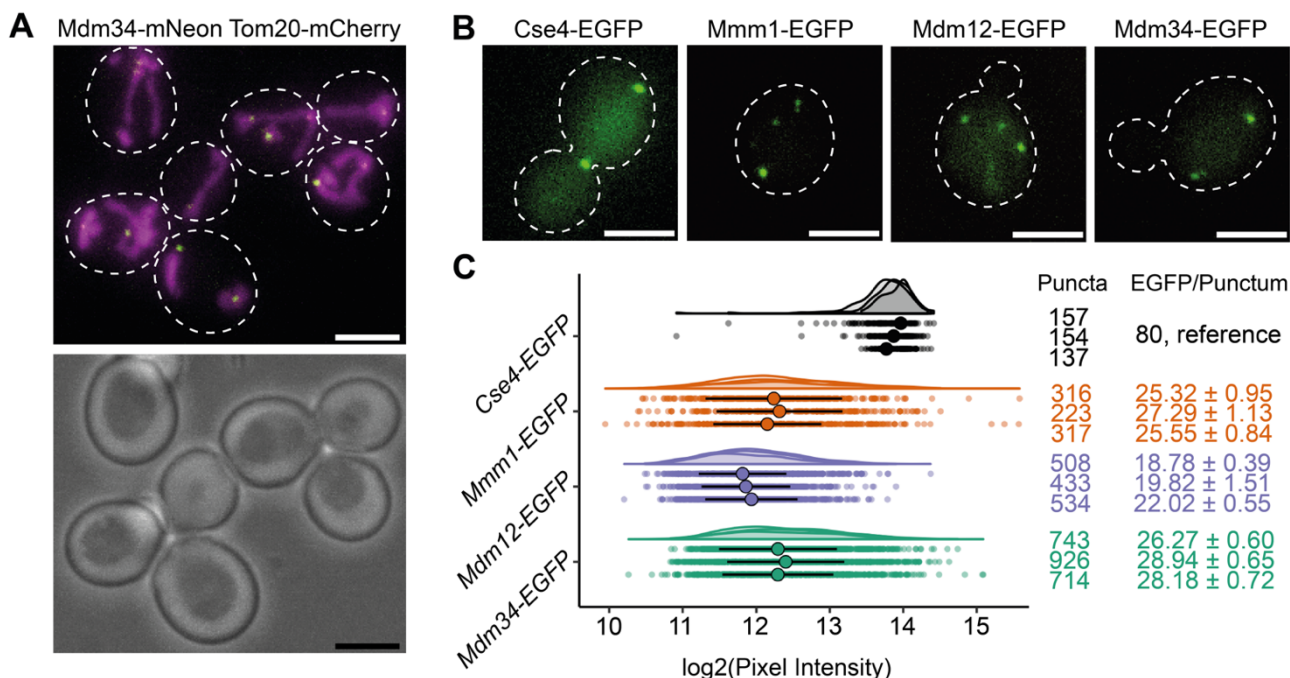 A
Mdm34-mNeon Tom20-mCherry
B
Cse4-EGFP
Mmm1-EGFP
Mdm12-EGFP
Mdm34-EGFP
C
Puncta
EGFP/Punctum
Cse4-EGFP
157
154
137
80, reference
Mmm1-EGFP
316
25.32 ± 0.95
223
27.29 ± 1.13
317
25.55 ± 0.84
Mdm12-EGFP
508
18.78 ± 0.39
433
19.82 ± 1.51
534
22.02 ± 0.55
Mdm34-EGFP
743
26.27 ± 0.60
926
28.94 ± 0.65
714
28.18 ± 0.72
10
11
12
13
14
15
log2(Pixel Intensity)